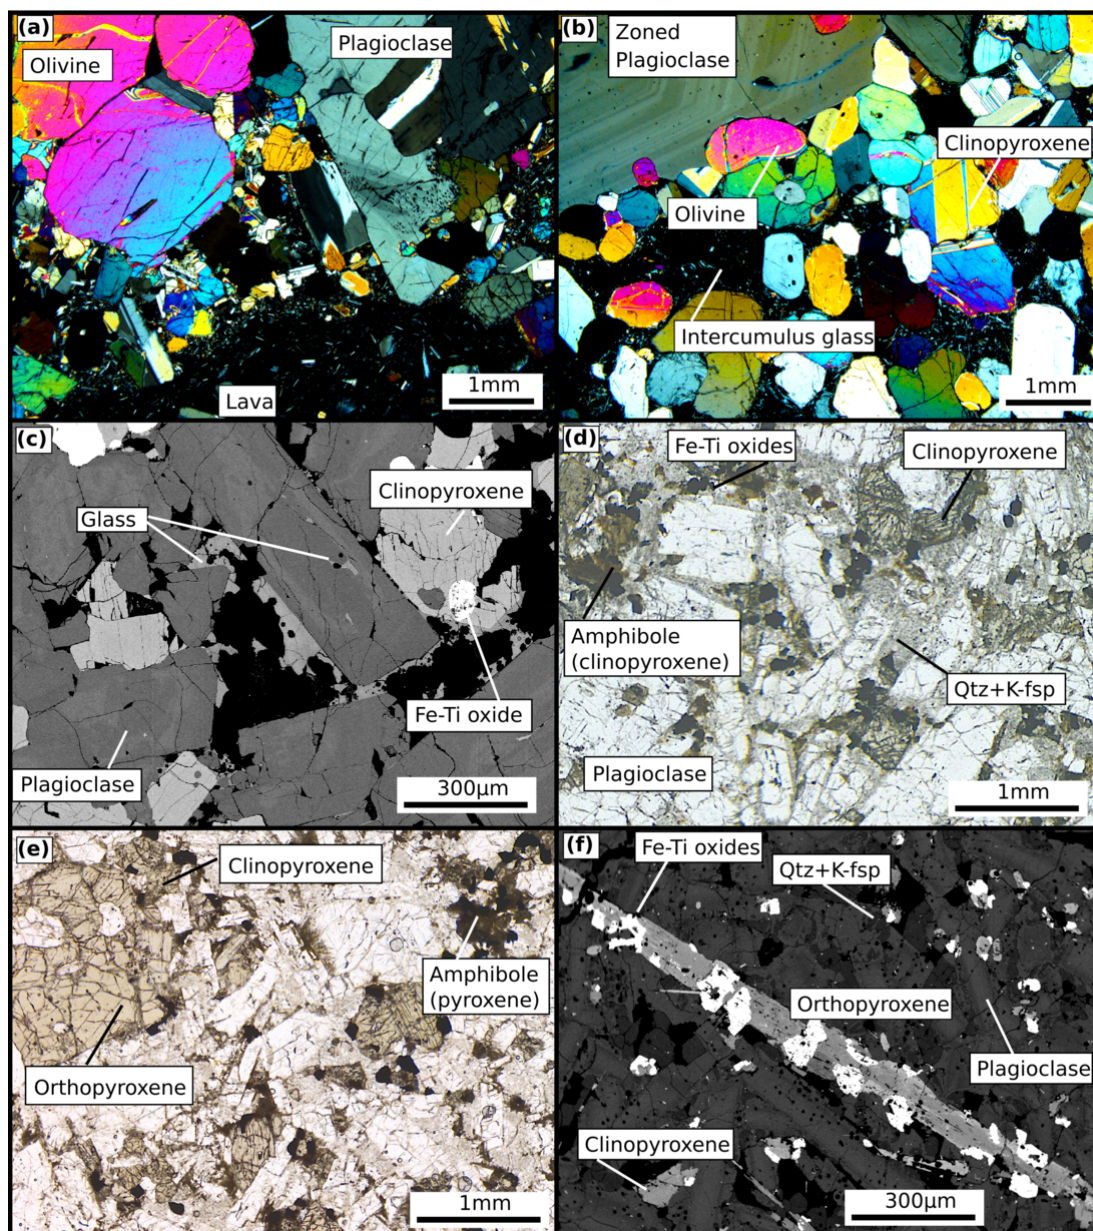 (a)
Olivine
Plagioclase
Lava
1mm
(b)
Zoned
Plagioclase
Clinopyroxene
Olivine
Intercumulus glass
1mm
(c)
Clinopyroxene
Glass
Fe-Ti oxide
Plagioclase
300μm
(d)
Fe-Ti oxides
Clinopyroxene
Amphibole
(clinopyroxene)
Qtz+K-fsp
Plagioclase
1mm
(e)
Clinopyroxene
Amphibole
(pyroxene)
Orthopyroxene
1mm
(f)
Fe-Ti oxides
Qtz+K-fsp
Orthopyroxene
Plagioclase
Clinopyroxene
300μm